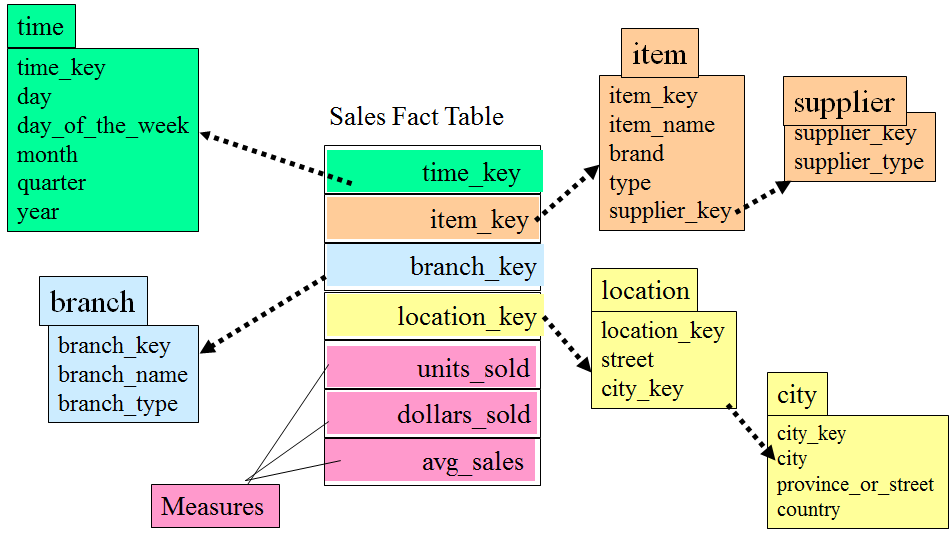 time
time_key
day
day_of_the_week
month
quarter
year
Sales Fact Table
time_key
item_key
branch_key
location_key
units_sold
dollars_sold
avg_sales
Measures
item
item_key
item_name
brand
type
supplier_key
supplier
supplier_key
supplier_type
branch
branch_key
branch_name
branch_type
location
location_key
street
city_key
city
city_key
city
province_or_street
country